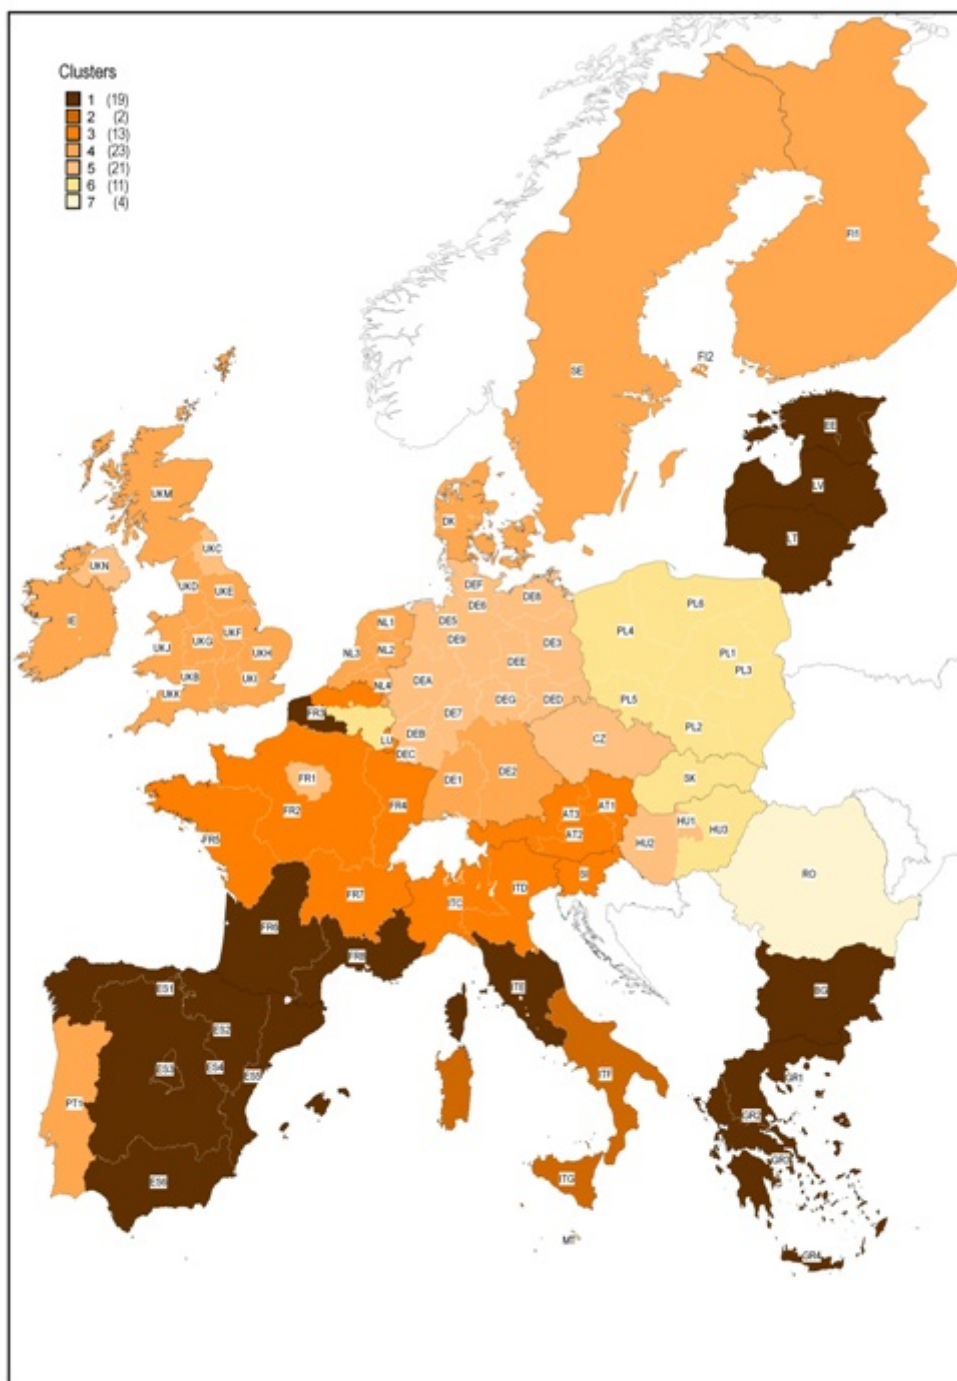 Clusters
1 (19)
2 (2)
3 (13)
4 (23)
5 (21)
6 (11)
7 (4)
FI1
FI2
SE
EE
LV
LT
UKM
DK
UKC
UKN
DEF
DE8
UKD
UKE
DE6
PL6
IE
NL1
DE5
PL4
UKJ
UKG
UKF
DE9
DE3
UKH
NL3
NL2
DEE
PL1
PL3
UKB
UKI
DEA
UKK
NL4
DEG
DED
PL5
FR3
DE7
PL2
LU
DEB
CZ
DEC
FR1
DE1
DE2
SK
FR2
FR4
AT3
AT1
HU1
HU3
FR5
AT2
HU2
SI
RO
FR7
ITC
ITD
FR6
FR8
ITE
BG
ES1
ES2
ES3
ES4
ES5
PT1
ITF
GR1
GR2
GR3
ES6
ITG
MT
GR4